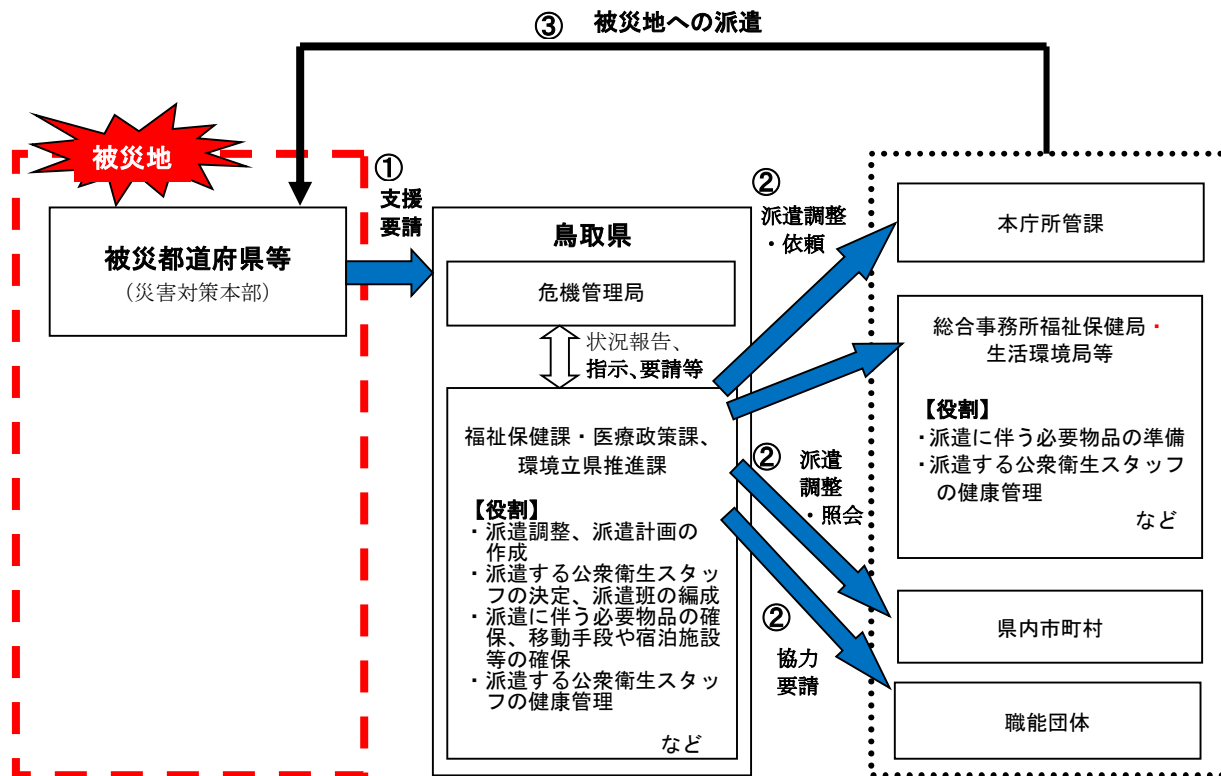 ③ 被災地への派遣
被災地
被災都道府県等
(災害対策本部)
①
支援
要請
鳥取県
危機管理局
状況報告、
指示、要請等
福祉保健課・医療政策課、
環境立県推進課
【役割】
・派遣調整、派遣計画の
作成
・派遣する公衆衛生スタッ
フの決定、派遣班の編成
・派遣に伴う必要物品の確
保、移動手段や宿泊施設
等の確保
・派遣する公衆衛生スタッ
フの健康管理
など
②
派遣調整
・依頼
② 派遣
調整
・照会
②
協力
要請
本庁所管課
総合事務所福祉保健局・
生活環境局等
【役割】
・派遣に伴う必要物品の準備
・派遣する公衆衛生スタッフ
の健康管理
など
県内市町村
職能団体